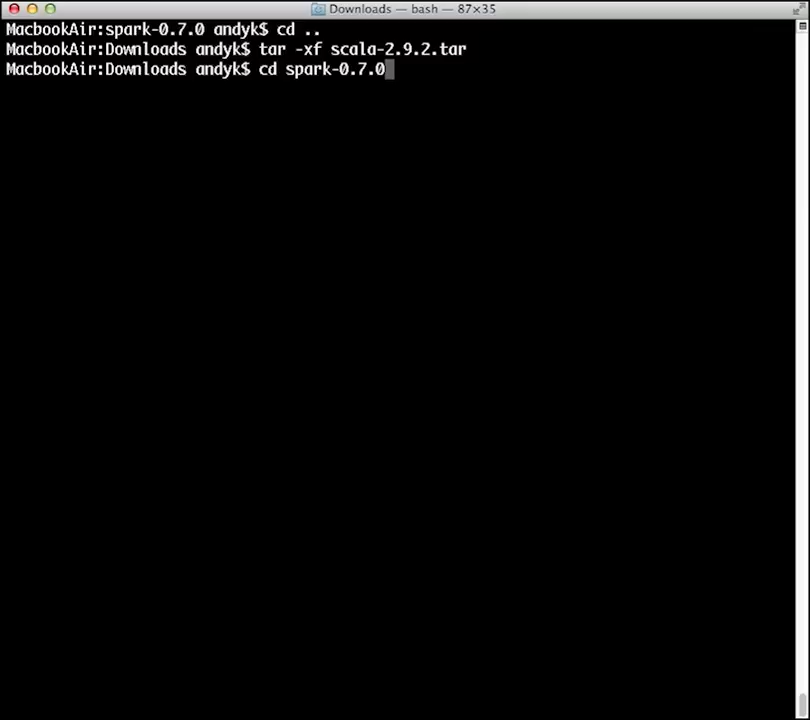 Downloads — bash — 87×35
MacbookAir:spark-0.7.0 andyk$ cd ..
MacbookAir:Downloads andyk$ tar -xf scala-2.9.2.tar
MacbookAir:Downloads andyk$ cd spark-0.7.0